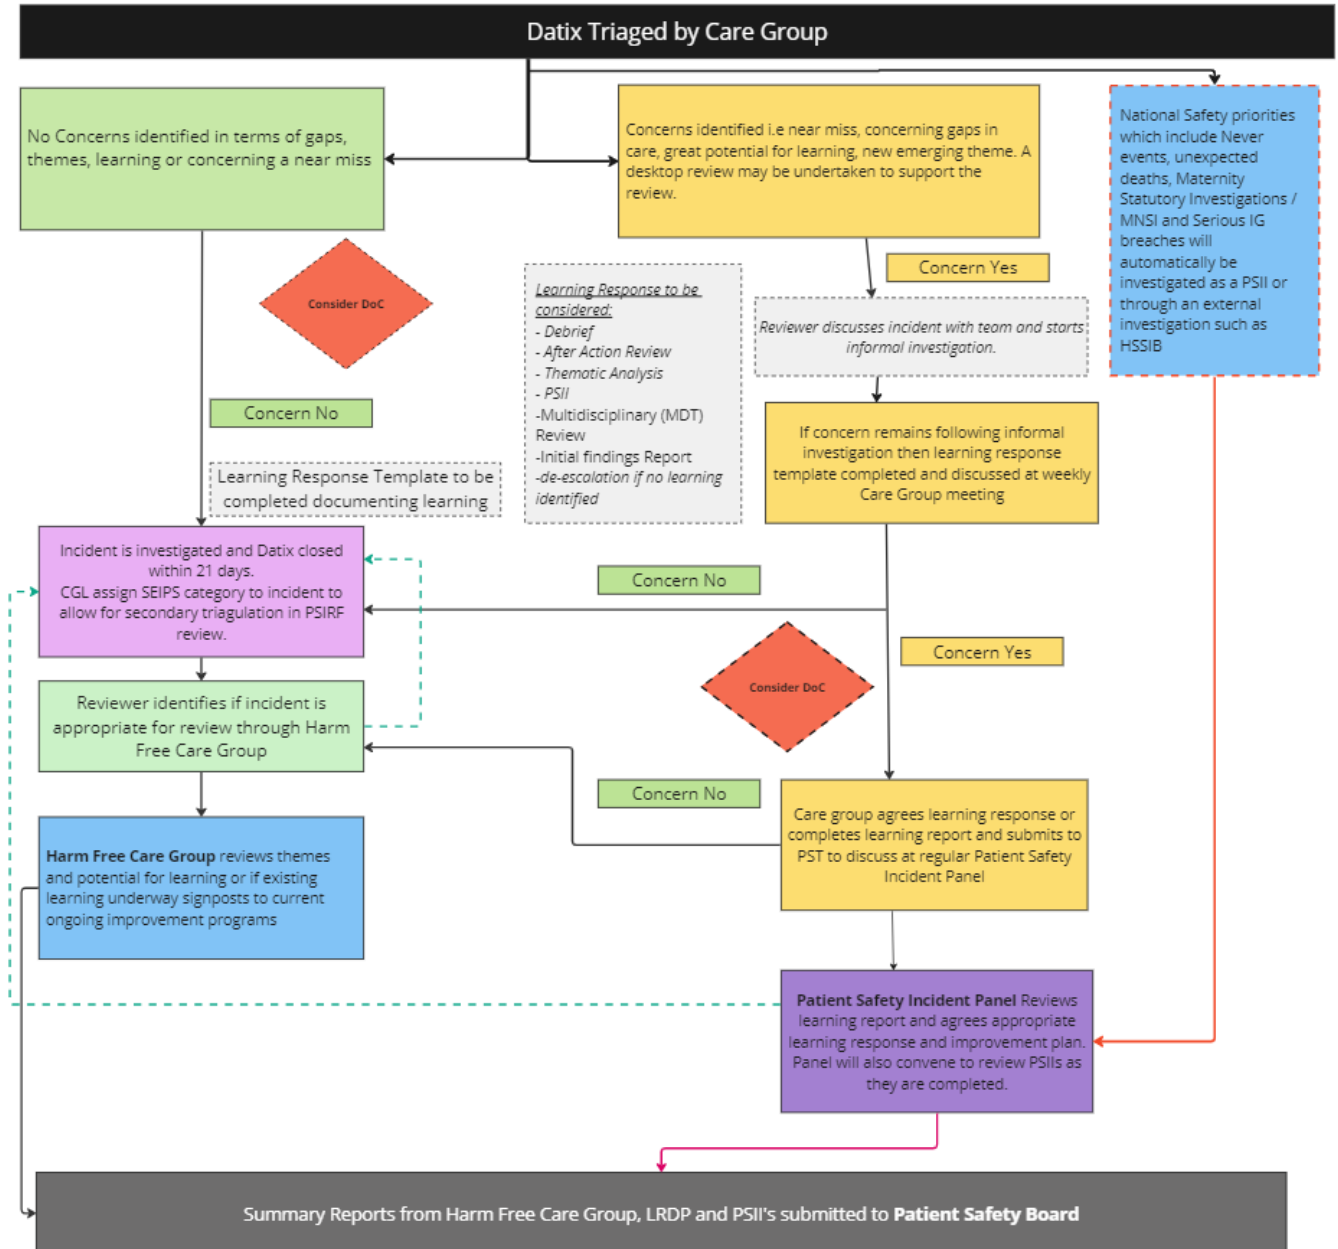 Datix Triaged by Care Group
No Concerns identified in terms of gaps,
themes, learning or concerning a near miss
Concerns identified i.e near miss, concerning gaps in
care, great potential for learning, new emerging theme. A
desktop review may be undertaken to support the
review.
National Safety priorities
which include Never
events, unexpected
deaths, Maternity
Statutory Investigations /
MNSI and Serious IG
breaches will
automatically be
investigated as a PSII or
through an external
investigation such as
HSSIB
Consider DoC
Concern Yes
Learning Response to be
considered:
- Debrief
- After Action Review
- Thematic Analysis
- PSII
-Multidisciplinary (MDT)
Review
-Initial findings Report
-de-escalation if no learning
identified
Reviewer discusses incident with team and starts
informal investigation.
Concern No
If concern remains following informal
investigation then learning response
template completed and discussed at weekly
Care Group meeting
Learning Response Template to be
completed documenting learning
Incident is investigated and Datix closed
within 21 days.
CGL assign SEIPS category to incident to
allow for secondary triagulation in PSIRF
review.
Concern No
Concern Yes
Consider DoC
Reviewer identifies if incident is
appropriate for review through Harm
Free Care Group
Concern No
Care group agrees learning response or
completes learning report and submits to
PST to discuss at regular Patient Safety
Incident Panel
Harm Free Care Group reviews themes
and potential for learning or if existing
learning underway signposts to current
ongoing improvement programs
Patient Safety Incident Panel Reviews
learning report and agrees appropriate
learning response and improvement plan.
Panel will also convene to review PSIIs as
they are completed.
Summary Reports from Harm Free Care Group, LRDP and PSII's submitted to Patient Safety Board